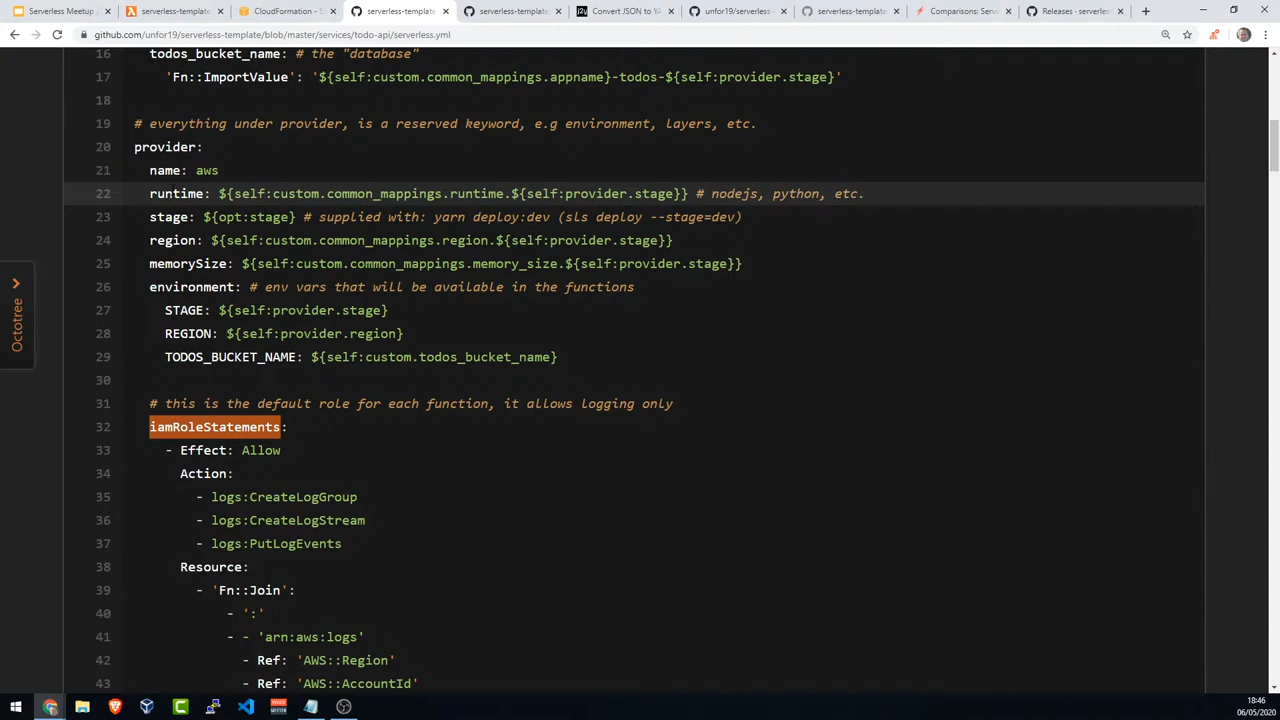 Serverless Meetup
serverless-template
CloudFormation - S
serverless-template
serverless-template
Convert JSON to YA
unfor19/serverless-
serverless-template
Comparisons: Serve
Releases · serverles
github.com/unfor19/serverless-template/blob/master/services/todo-api/serverless.yml
16 todos_bucket_name: # the "database"
17 'Fn::ImportValue': '${self:custom.common_mappings.appname}-todos-${self:provider.stage}'
18
19 # everything under provider, is a reserved keyword, e.g environment, layers, etc.
20 provider:
21 name: aws
22 runtime: ${self:custom.common_mappings.runtime.${self:provider.stage}} # nodejs, python, etc.
23 stage: ${opt:stage} # supplied with: yarn deploy:dev (sls deploy --stage=dev)
24 region: ${self:custom.common_mappings.region.${self:provider.stage}}
25 memorySize: ${self:custom.common_mappings.memory_size.${self:provider.stage}}
26 environment: # env vars that will be available in the functions
27 STAGE: ${self:provider.stage}
28 REGION: ${self:provider.region}
29 TODOS_BUCKET_NAME: ${self:custom.todos_bucket_name}
30
31 # this is the default role for each function, it allows logging only
32 iamRoleStatements:
33 - Effect: Allow
34 Action:
35 - logs:CreateLogGroup
36 - logs:CreateLogStream
37 - logs:PutLogEvents
38 Resource:
39 - 'Fn::Join':
40 - ':'
41 - - 'arn:aws:logs'
42 - Ref: 'AWS::Region'
43 - Ref: 'AWS::AccountId'
Octotree
18:46
06/05/2020